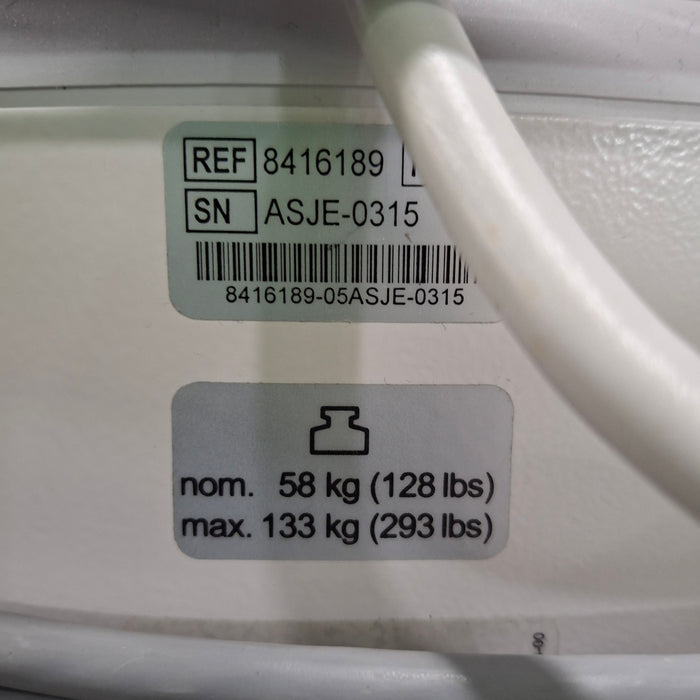 REF 8416189
SN ASJE-0315
8416189-05ASJE-0315
nom. 58 kg (128 lbs)
max. 133 kg (293 lbs)